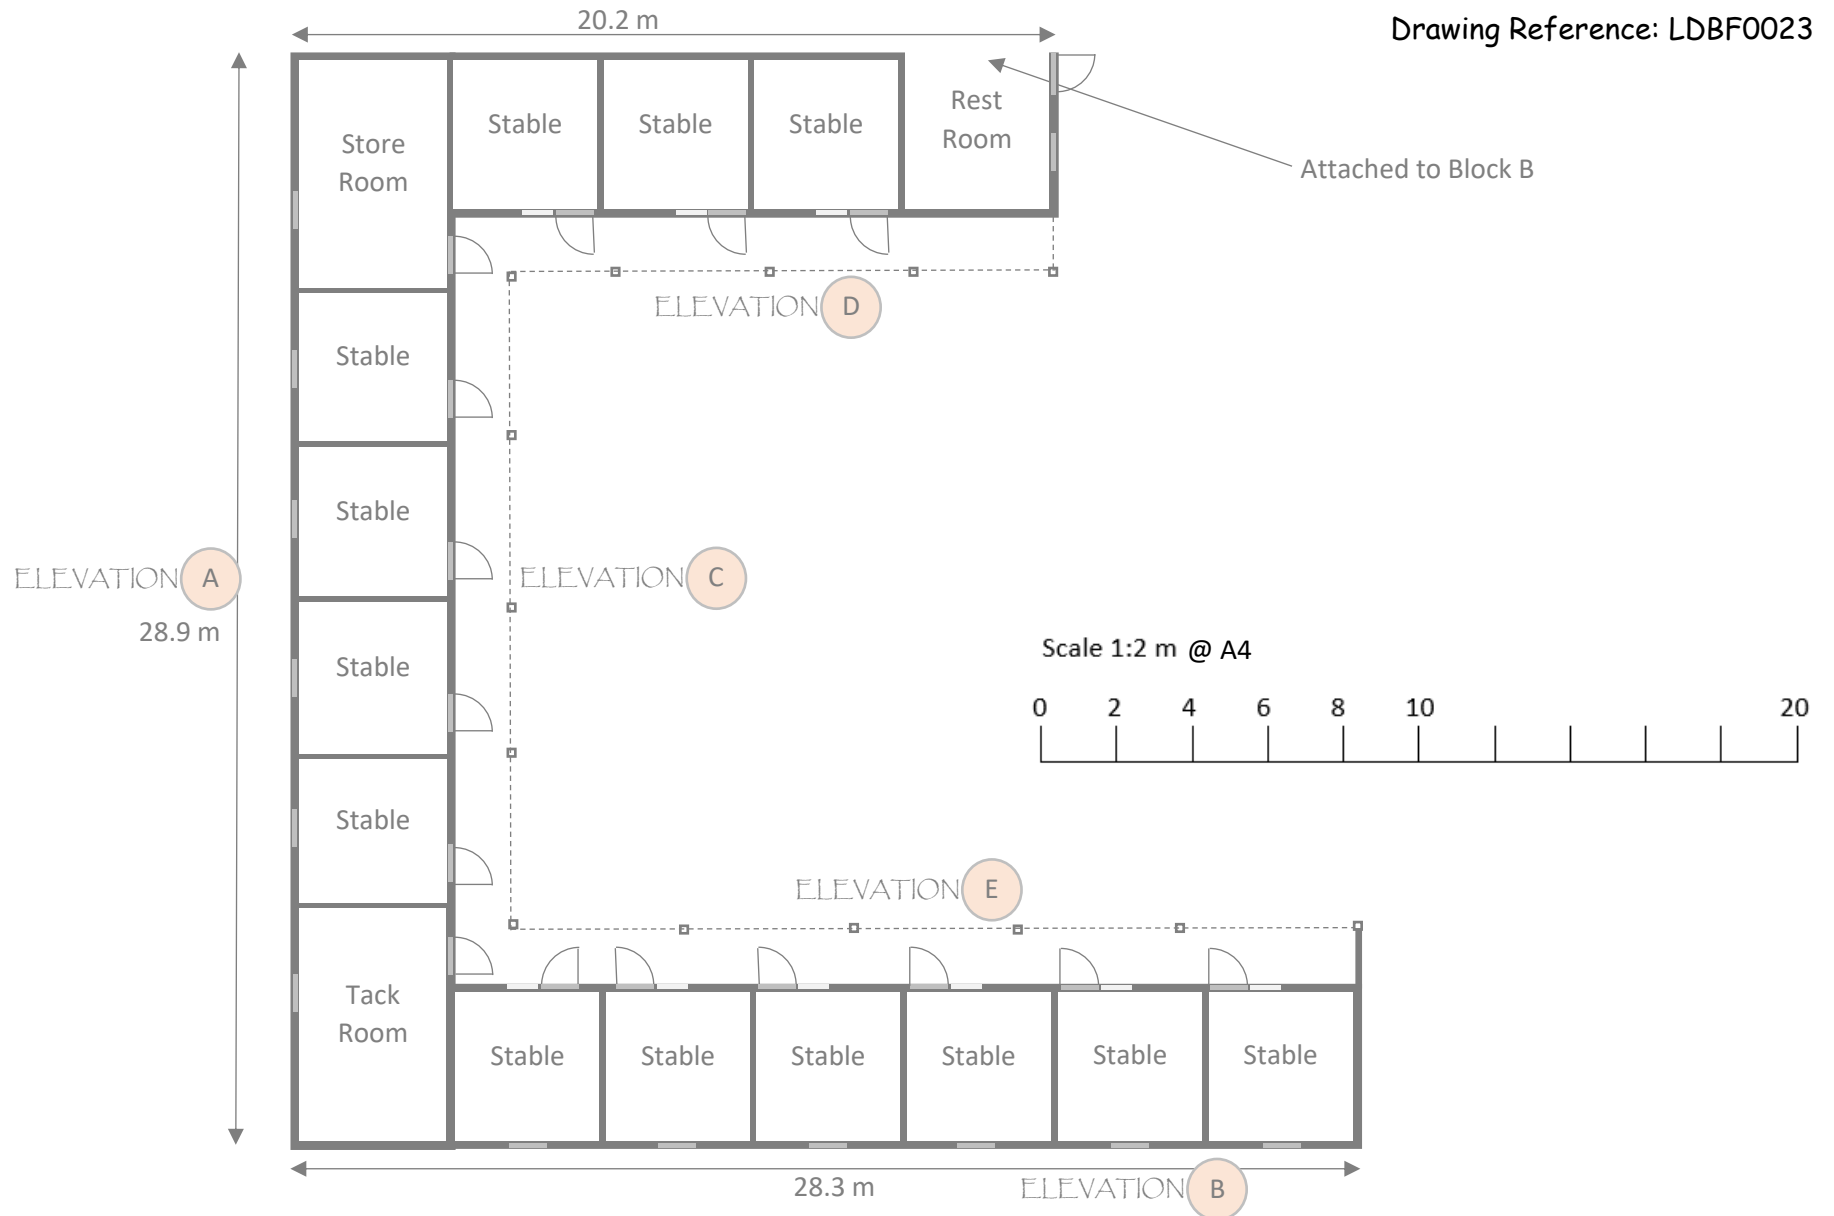 20.2 m
Drawing Reference: LDBF0023
Store
Room
Stable
Stable
Stable
Rest
Room
Attached to Block B
ELEVATION D
Stable
Stable
ELEVATION A
28.9 m
ELEVATION C
Stable
Scale 1:2 m @ A4
0 2 4 6 8 10 20
Stable
ELEVATION E
Tack
Room
Stable
Stable
Stable
Stable
Stable
Stable
28.3 m
ELEVATION B